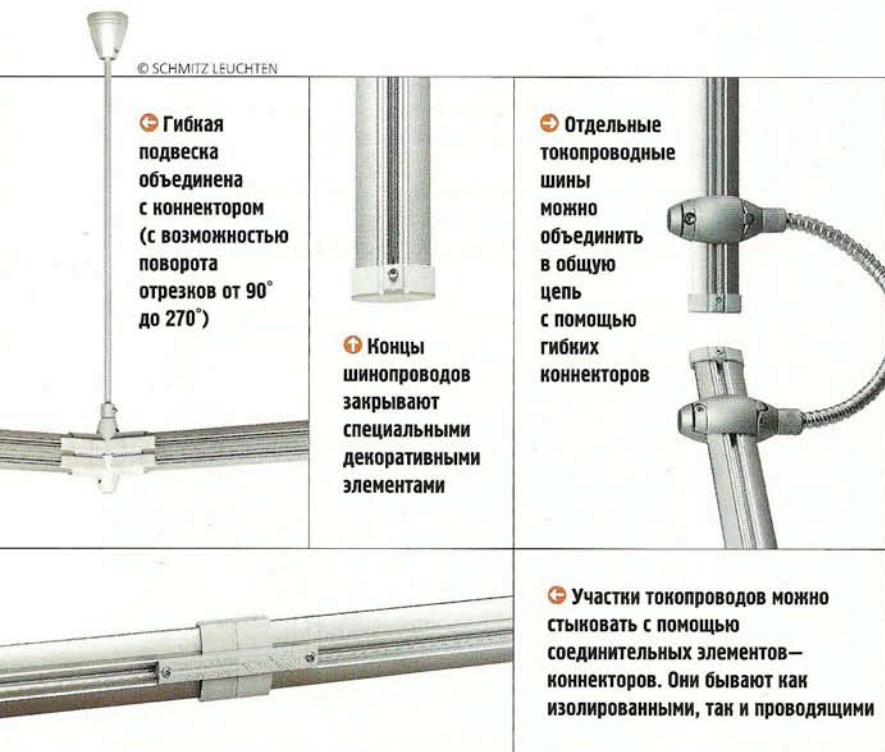 © SCHMITZ LEUCHTEN
Гибкая
подвеска
объединена
с коннектором
(с возможностью
поворота
отрезков от 90°
до 270°)
Концы
шинопроводов
закрывают
специальными
декоративными
элементами
Отдельные
токопроводные
шины
можно
объединить
в общую
цепь
с помощью
гибких
коннекторов
Участки токопроводов можно
стыковать с помощью
соединительных элементов—
коннекторов. Они бывают как
изолированными, так и проводящими